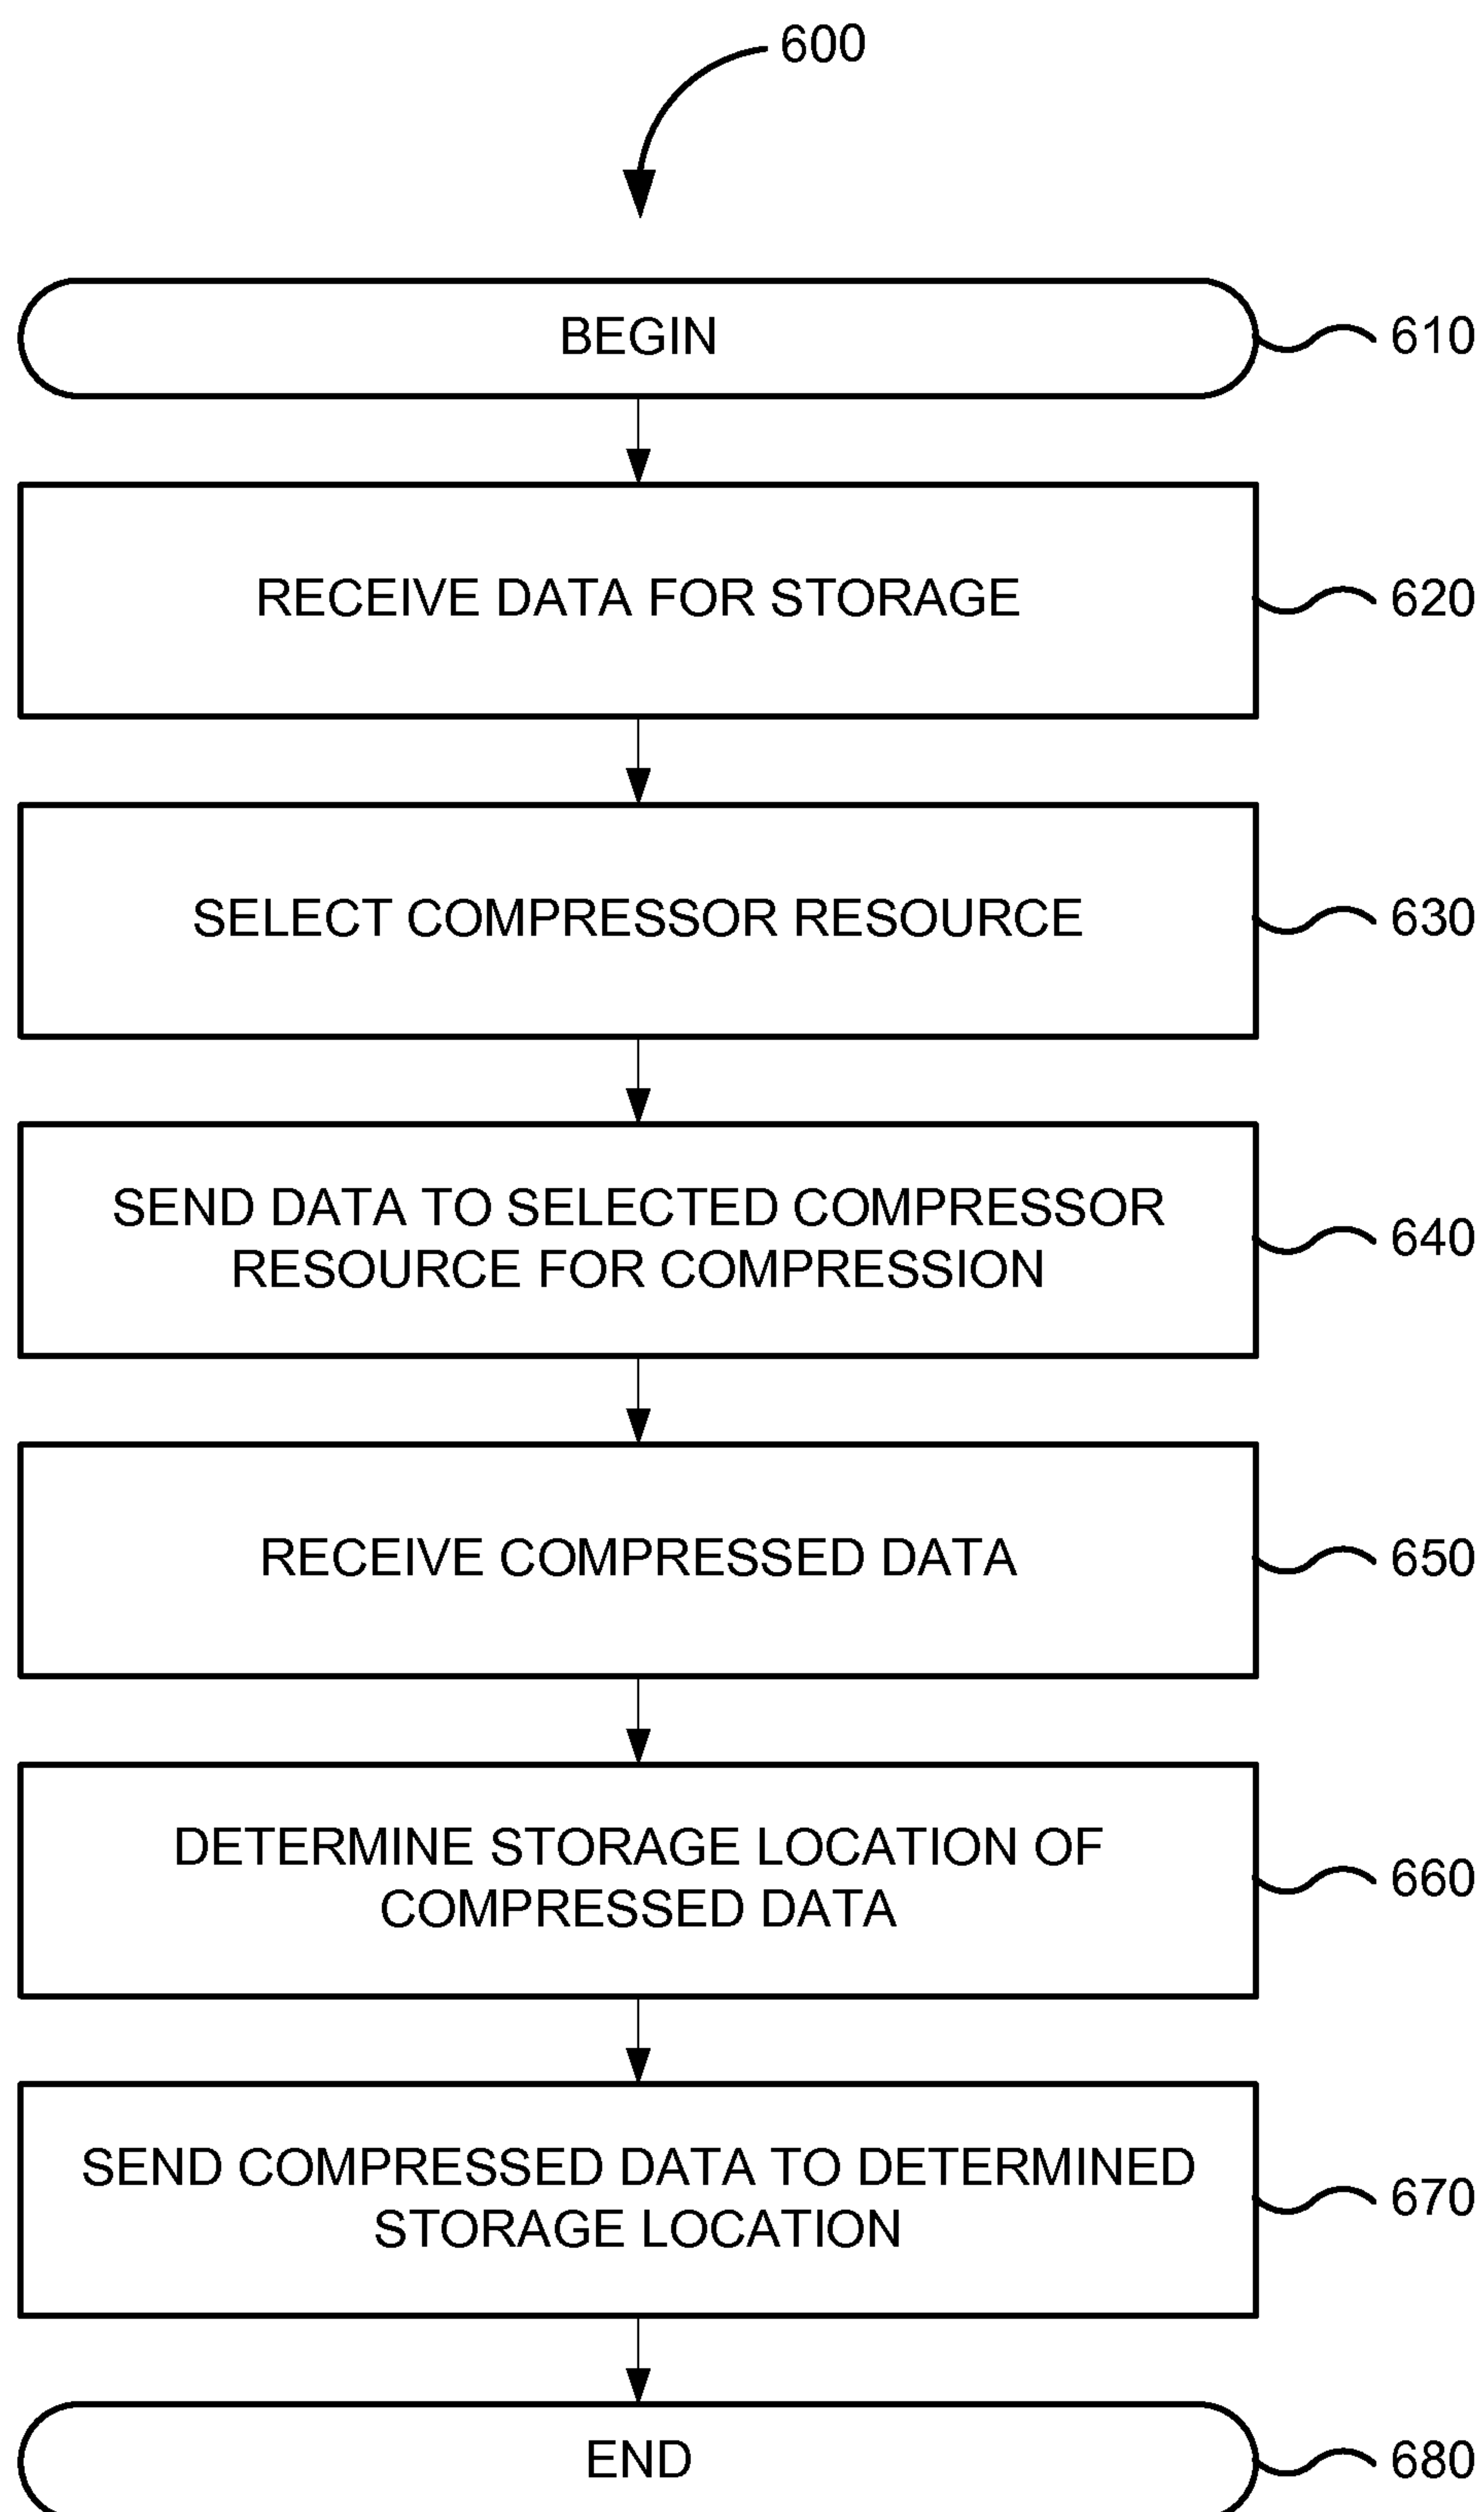 600
BEGIN
610
RECEIVE DATA FOR STORAGE
620
SELECT COMPRESSOR RESOURCE
630
SEND DATA TO SELECTED COMPRESSOR
RESOURCE FOR COMPRESSION
640
RECEIVE COMPRESSED DATA
650
DETERMINE STORAGE LOCATION OF
COMPRESSED DATA
660
SEND COMPRESSED DATA TO DETERMINED
STORAGE LOCATION
670
END
680